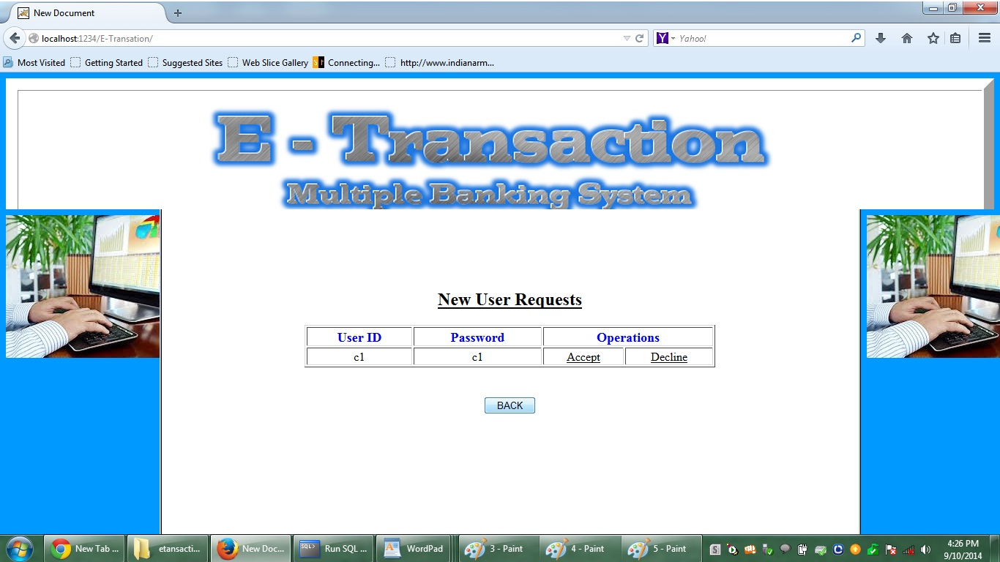 New Document
localhost:1234/E-Transation/
Yahoo!
Most Visited Getting Started Suggested Sites Web Slice Gallery Connecting... http://www.indianarm...
E - Transaction
Multiple Banking System
New User Requests
User ID Password Operations
c1 c1 Accept Decline
BACK
New Tab ... etansacti... New Doc... Run SQL ... WordPad 3 - Paint 4 - Paint 5 - Paint
4:26 PM
9/10/2014